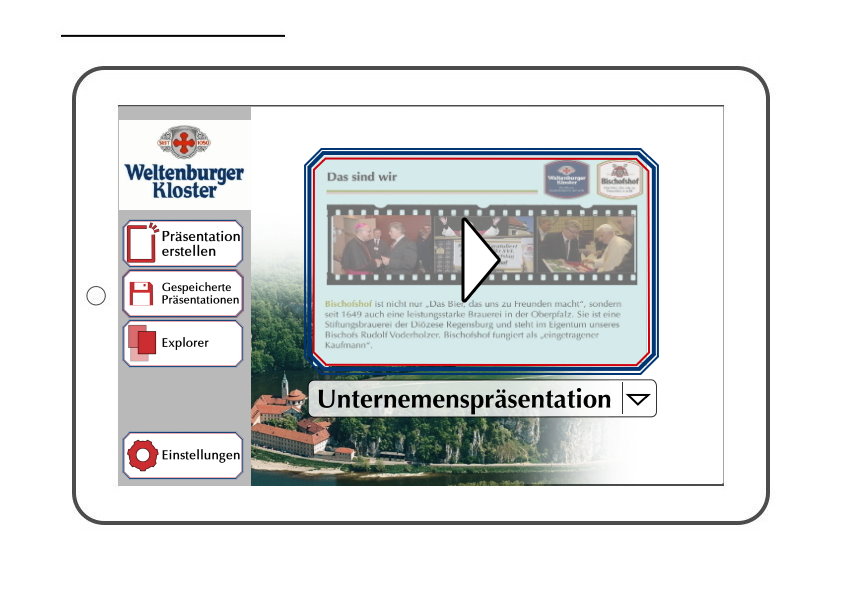 SEIT 1050
Weltenburger
Kloster
Präsentation
erstellen
Gespeicherte
Präsentationen
Explorer
Einstellungen
Das sind wir
Weltenburger
Kloster
Bischofshof
Bischofshof ist nicht nur „Das Bier, das uns zu Freunden macht“, sondern
seit 1649 auch eine leistungsstarke Brauerei in der Oberpfalz. Sie ist eine
Stiftungsbrauerei der Diözese Regensburg und steht im Eigentum unseres
Bischofs Rudolf Voderholzer. Bischofshof fungiert als „eingetragener
Kaufmann“.
Unternemenspräsentation